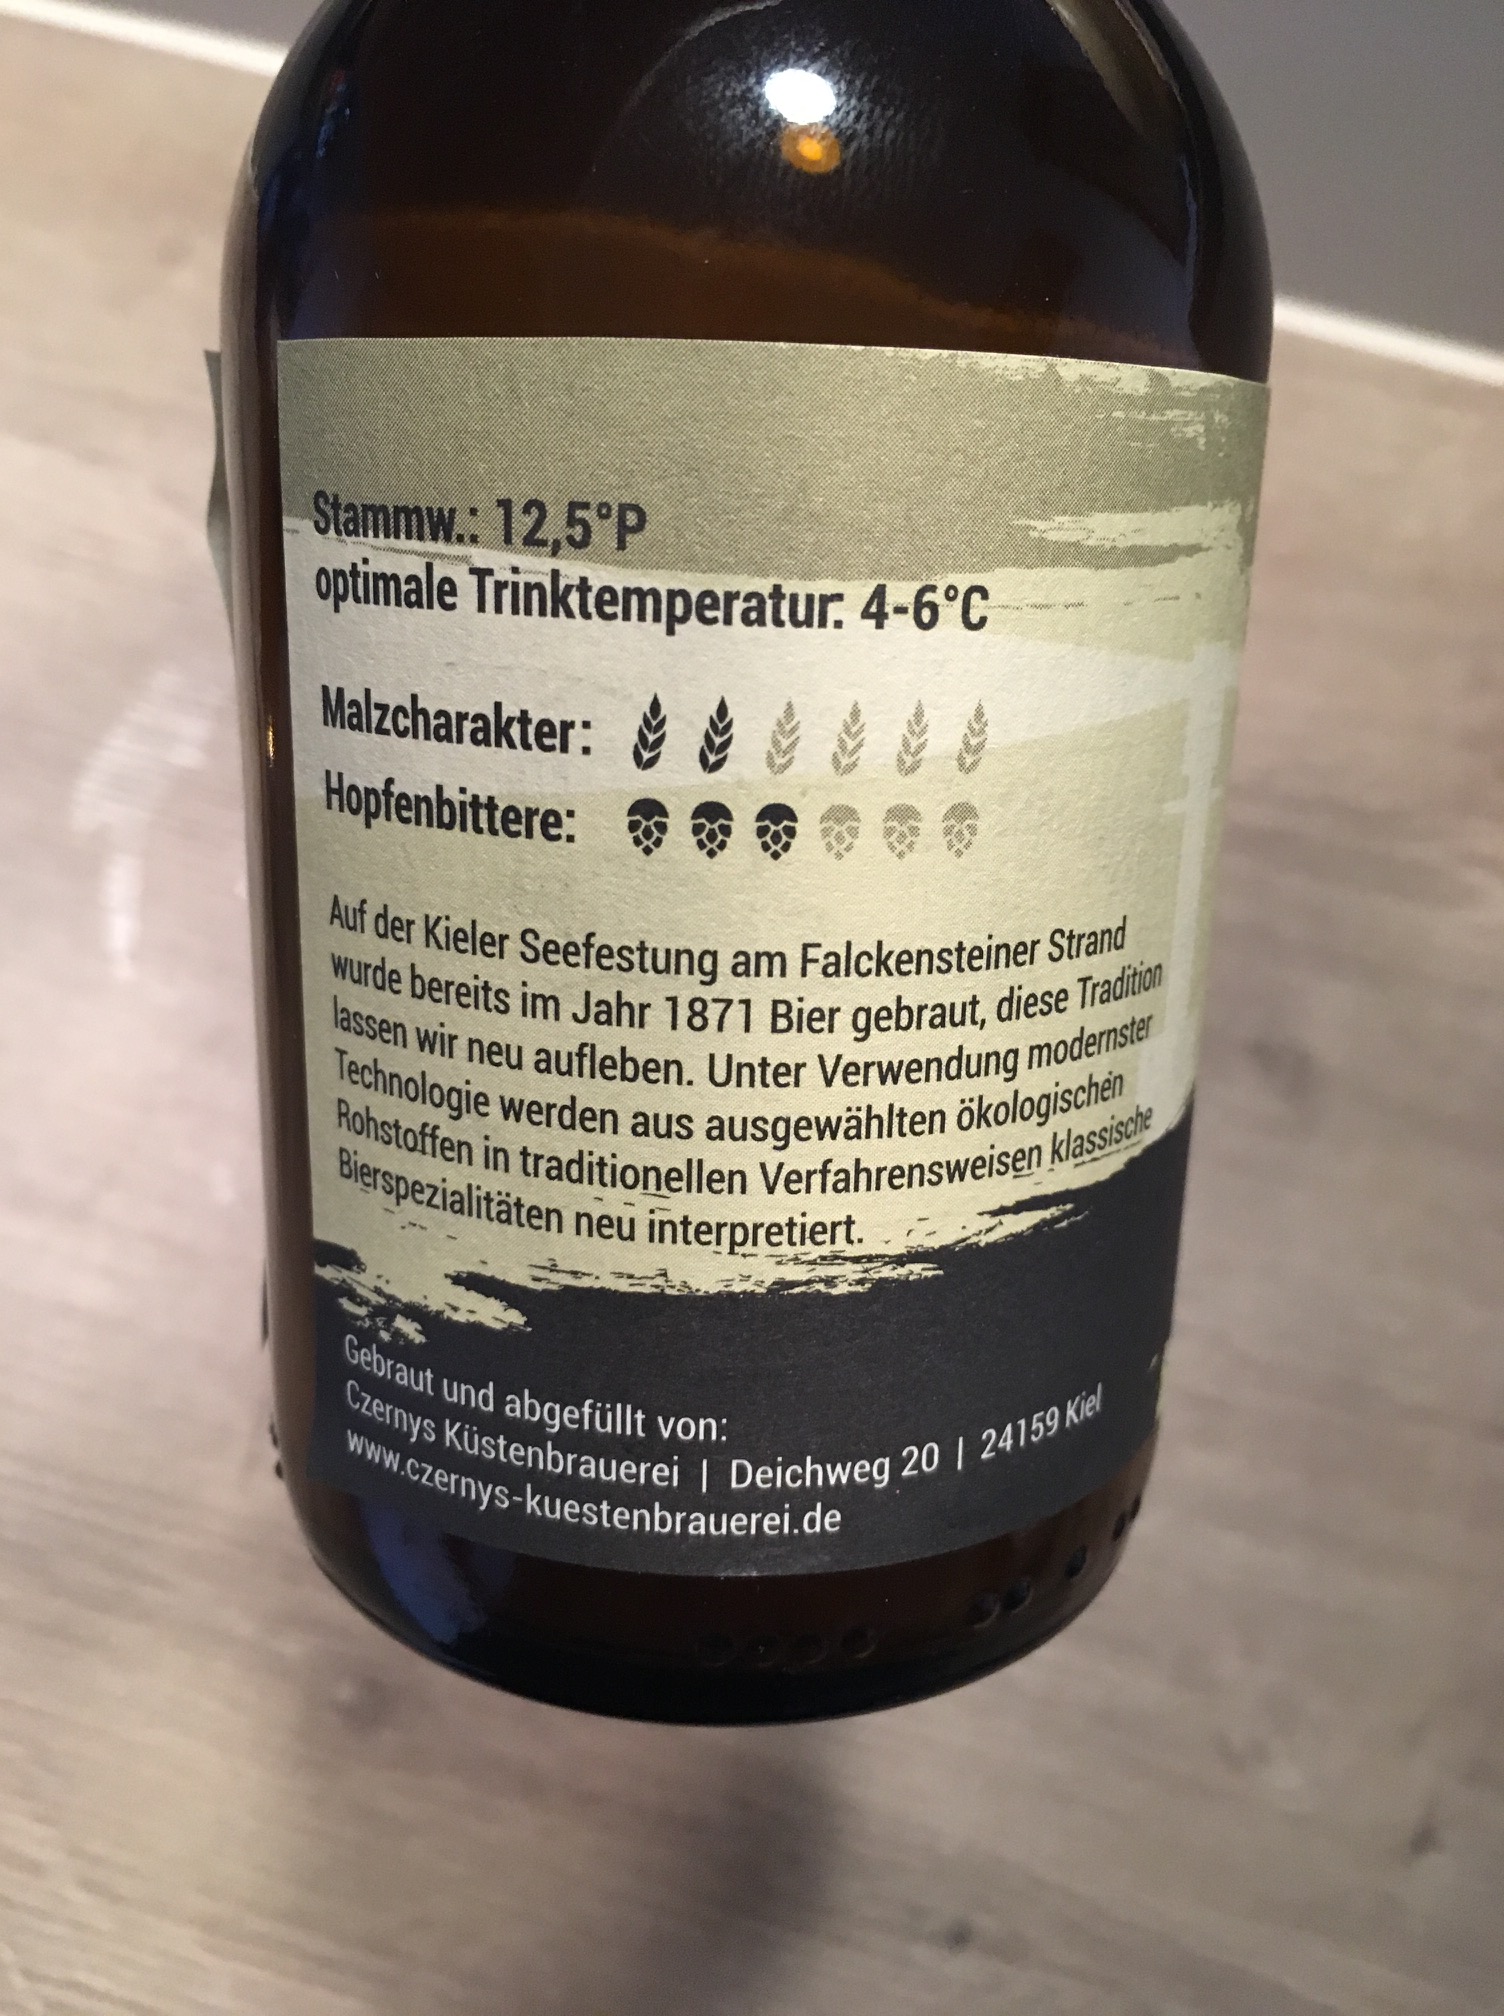 Stammw.: 12,5°P
optimale Trinktemperatur: 4-6°C
Malzcharakter:
Hopfenbittere:
Auf der Kieler Seefestung am Falckensteiner Strand
wurde bereits im Jahr 1871 Bier gebraut, diese Tradition
lassen wir neu aufleben. Unter Verwendung modernster
Technologie werden aus ausgewählten ökologischen
Rohstoffen in traditionellen Verfahrensweisen klassische
Bierspezialitäten neu interpretiert.
Gebraut und abgefüllt von:
Czernys Küstenbrauerei | Deichweg 20 | 24159 Kiel
www.czernys-kuestenbrauerei.de